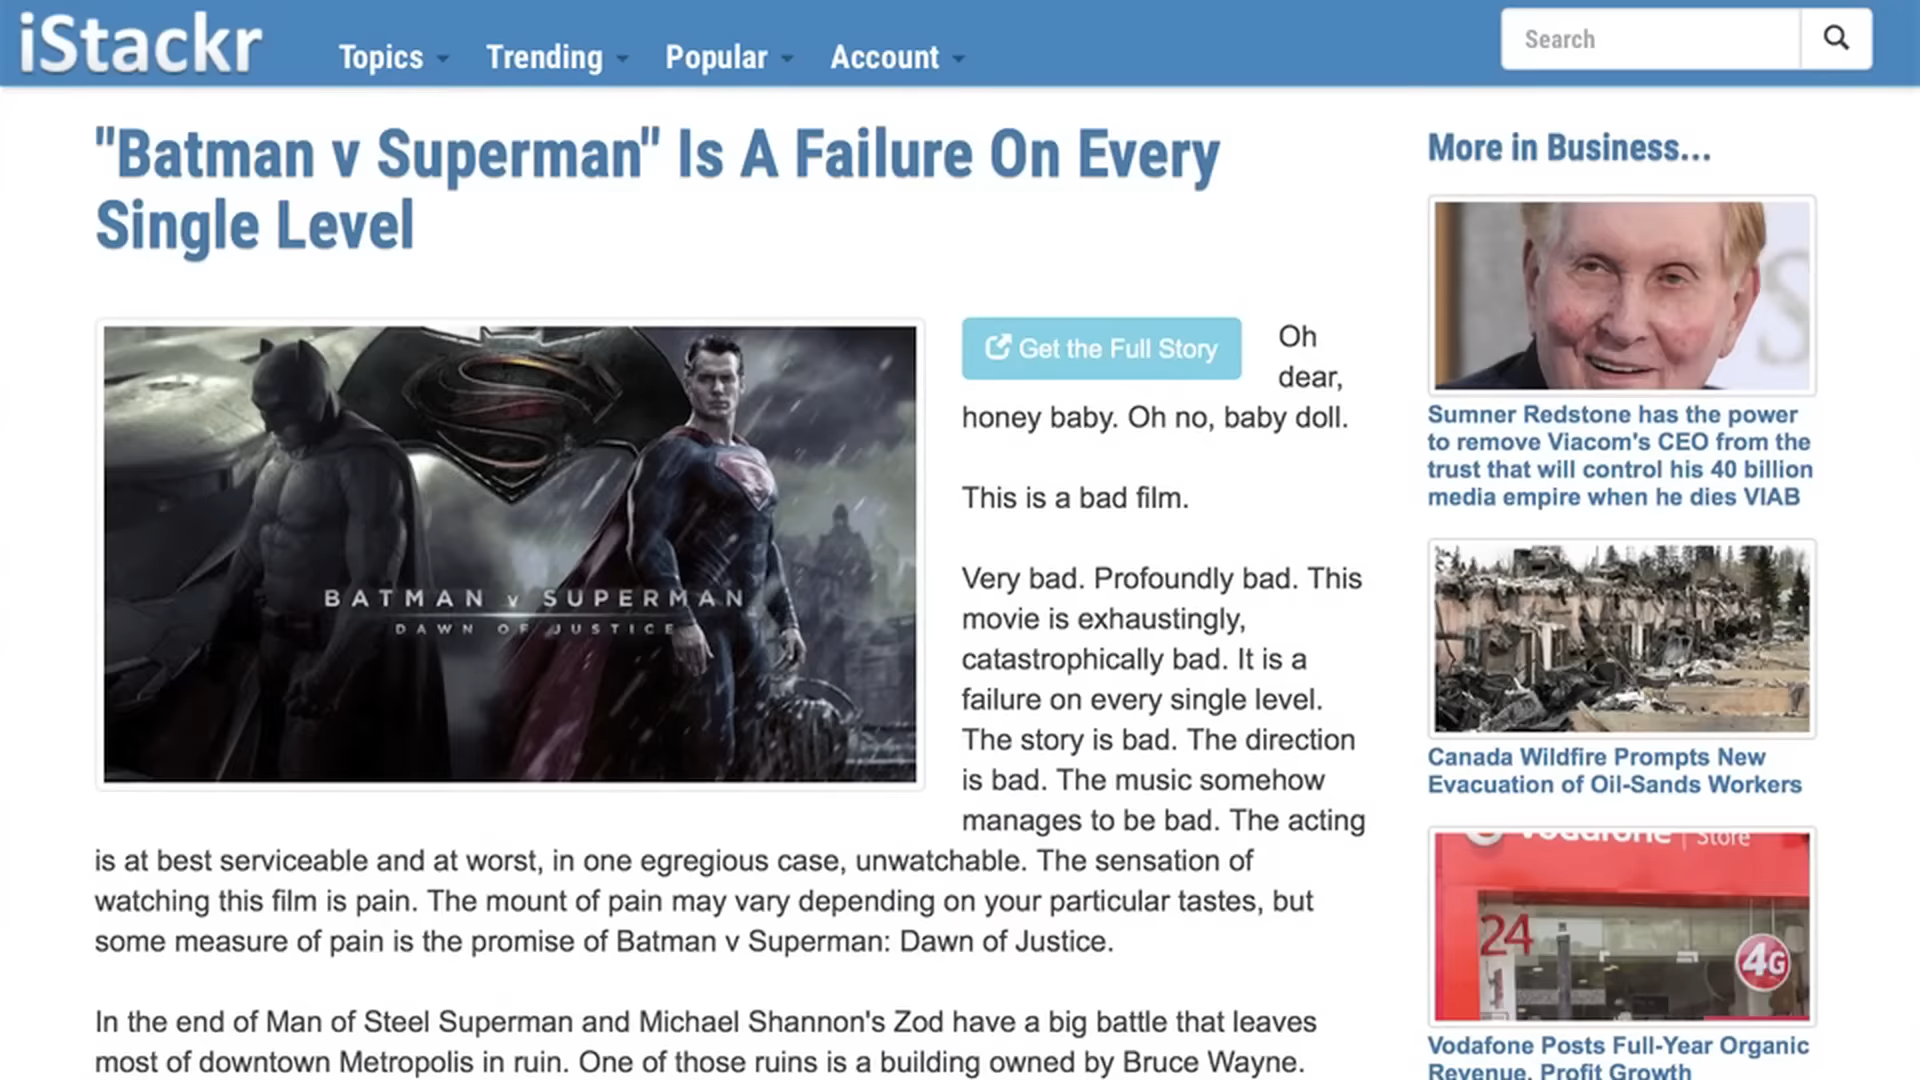 iStackr
Topics
Trending
Popular
Account
Search
"Batman v Superman" Is A Failure On Every
Single Level
BATMAN v SUPERMAN
DAWN OF JUSTICE
Get the Full Story
Oh
dear,
honey baby. Oh no, baby doll.
This is a bad film.
Very bad. Profoundly bad. This
movie is exhaustingly,
catastrophically bad. It is a
failure on every single level.
The story is bad. The direction
is bad. The music somehow
manages to be bad. The acting
is at best serviceable and at worst, in one egregious case, unwatchable. The sensation of
watching this film is pain. The mount of pain may vary depending on your particular tastes, but
some measure of pain is the promise of Batman v Superman: Dawn of Justice.
In the end of Man of Steel Superman and Michael Shannon's Zod have a big battle that leaves
most of downtown Metropolis in ruin. One of those ruins is a building owned by Bruce Wayne.
More in Business...
S
Sumner Redstone has the power
to remove Viacom's CEO from the
trust that will control his 40 billion
media empire when he dies VIAB
Canada Wildfire Prompts New
Evacuation of Oil-Sands Workers
vodafone | Store
24
4G
Vodafone Posts Full-Year Organic
Revenue, Profit Growth